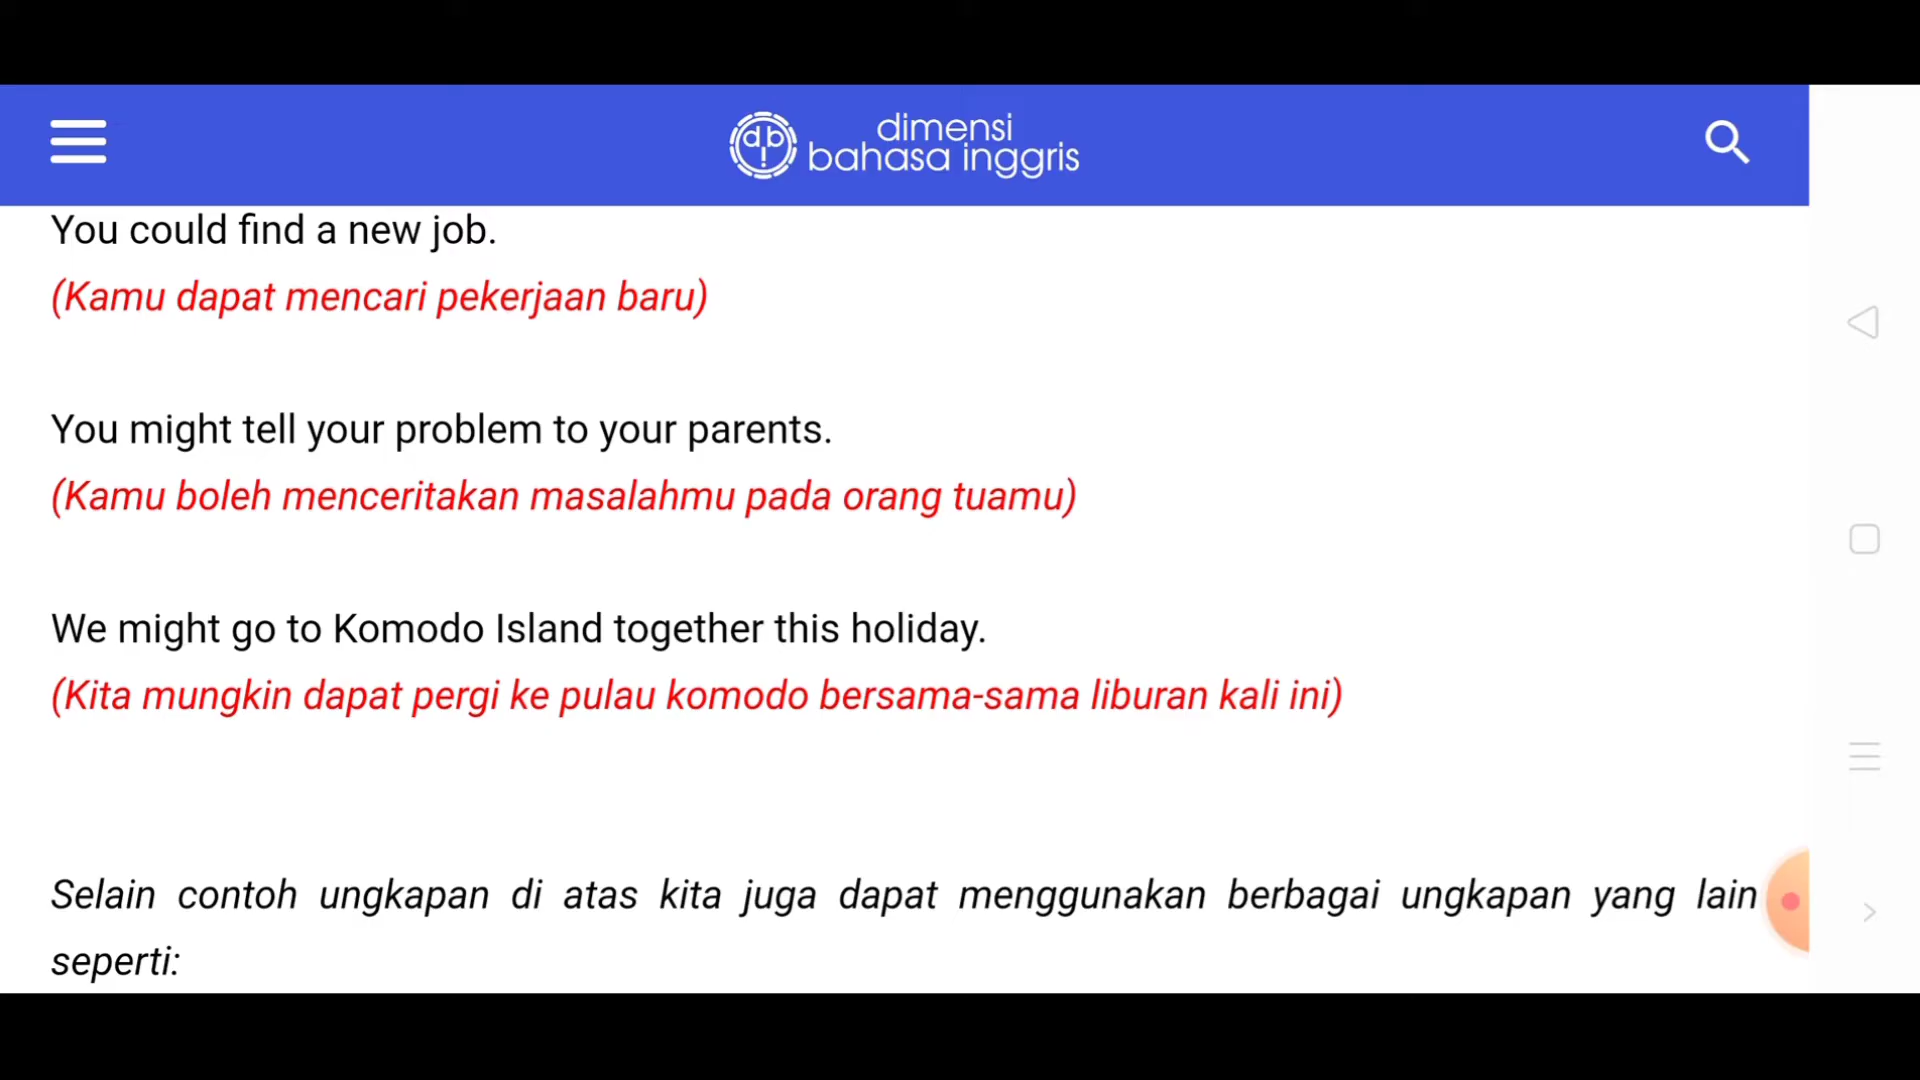 d b
i
dimensi
bahasa inggris
You could find a new job.
(Kamu dapat mencari pekerjaan baru)
You might tell your problem to your parents.
(Kamu boleh menceritakan masalahmu pada orang tuamu)
We might go to Komodo Island together this holiday.
(Kita mungkin dapat pergi ke pulau komodo bersama-sama liburan kali ini)
Selain contoh ungkapan di atas kita juga dapat menggunakan berbagai ungkapan yang lain
seperti: